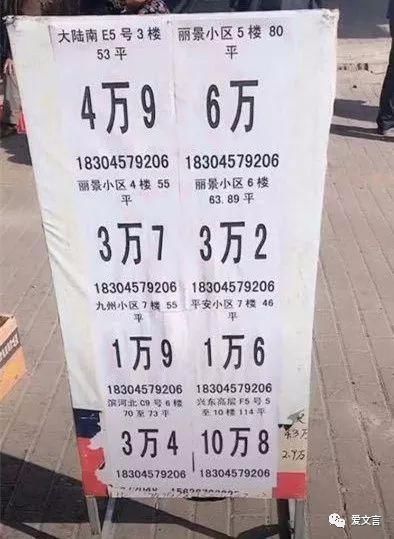 大陆南 E5 号 3 楼
53 平
4万9
18304579206
丽景小区 5 楼 80
平
6万
18304579206
丽景小区 4 楼 55
平
3万7
18304579206
丽景小区 6 楼
63.89 平
3万2
18304579206
九州小区 7 楼 55
平
1万9
18304579206
平安小区 7 楼 46
平
1万6
18304579206
滨河北 C9 号 6 楼
70 至 73 平
3万4
18304579206
兴东高层 F5 号 5
至 10 楼 114 平
10万8
18304579206
爱文言